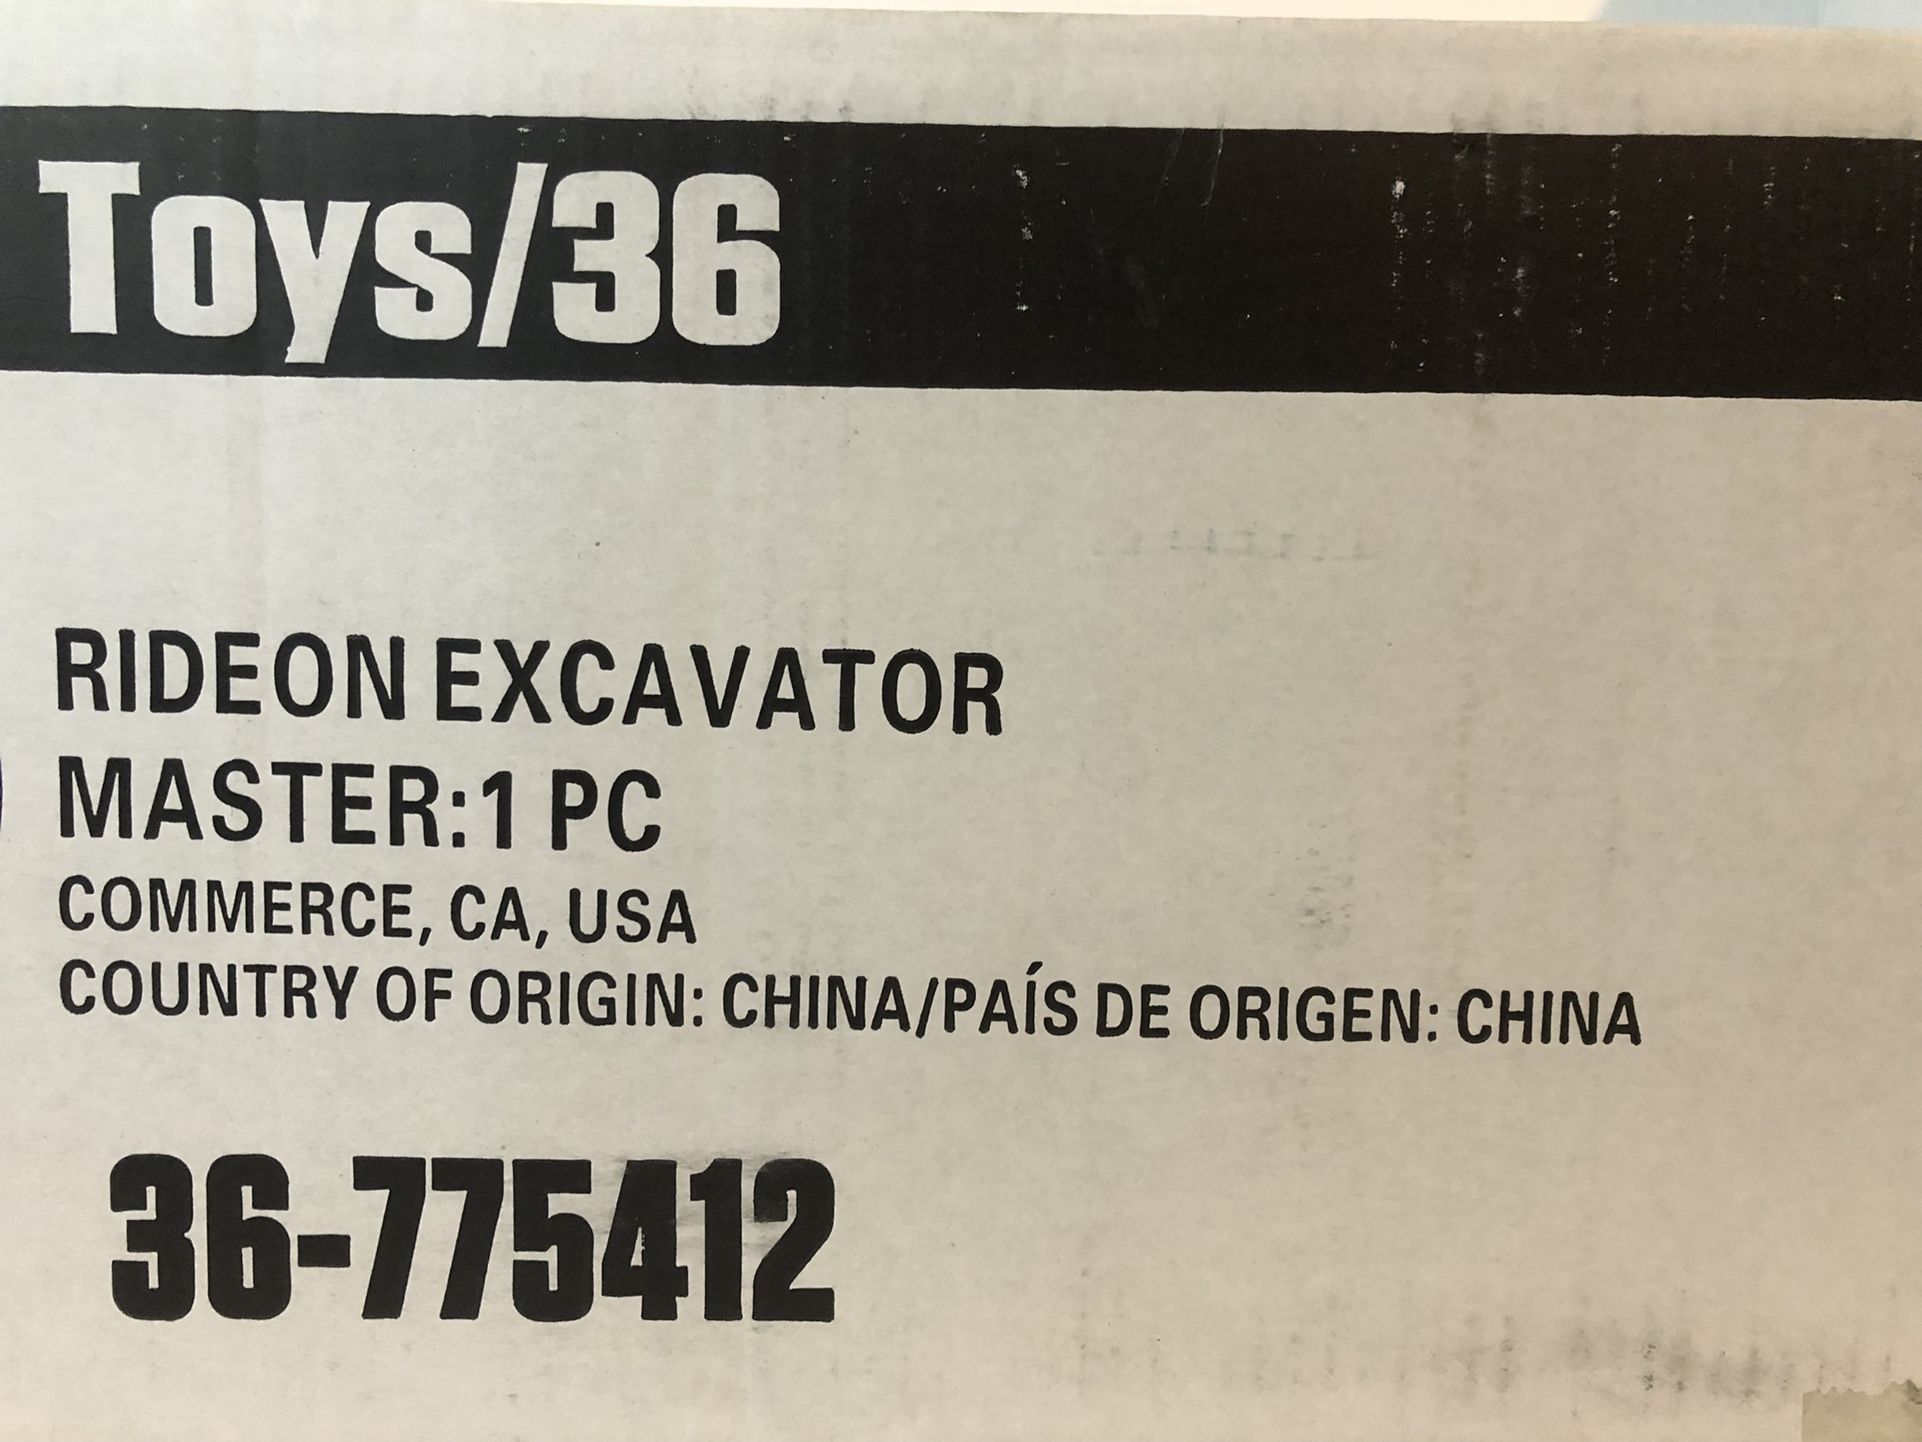 Toys/36
RIDEON EXCAVATOR
MASTER:1 PC
COMMERCE, CA, USA
COUNTRY OF ORIGIN: CHINA/PAÍS DE ORIGEN: CHINA
36-775412